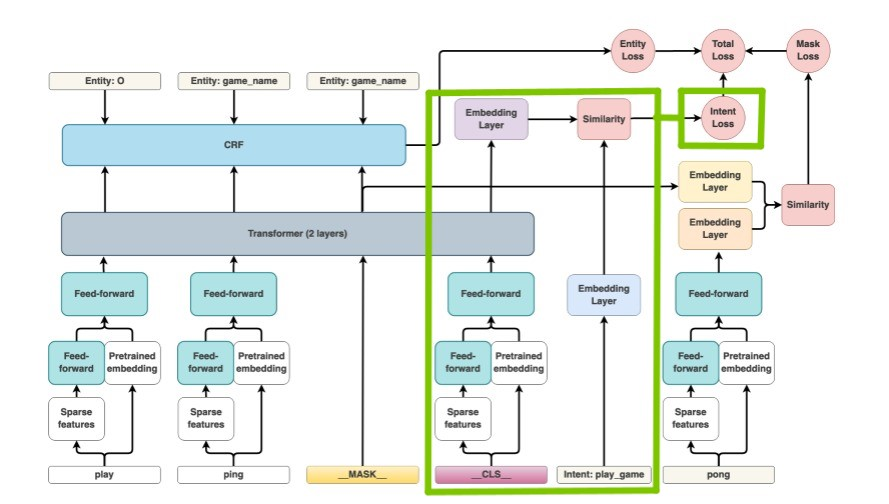 Entity
Loss
Total
Loss
Mask
Loss
Entity: O
Entity: game_name
Entity: game_name
Embedding
Layer
Similarity
Intent
Loss
CRF
Embedding
Layer
Similarity
Embedding
Layer
Transformer (2 layers)
Feed-forward
Feed-forward
Feed-forward
Embedding
Layer
Feed-forward
Feed-
forward
Pretrained
embedding
Feed-
forward
Pretrained
embedding
Feed-
forward
Pretrained
embedding
Feed-
forward
Pretrained
embedding
Sparse
features
Sparse
features
Sparse
features
Sparse
features
play
ping
__MASK__
__CLS__
Intent: play_game
pong